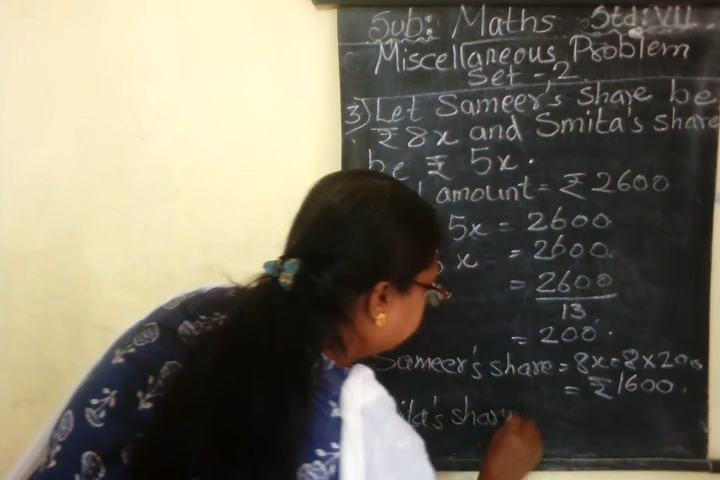 Sub: Maths Std: VII
Miscellaneous Problem
Set -, 2
3) Let Sameer's share be
₹ 8x and Smita's share
be ₹ 5x.
amount = ₹ 2600
5x = 2600
x = 2600.
= 2600
13
= 200.
Sameer's share = 8x = 8 x 200
= ₹ 1600.
share